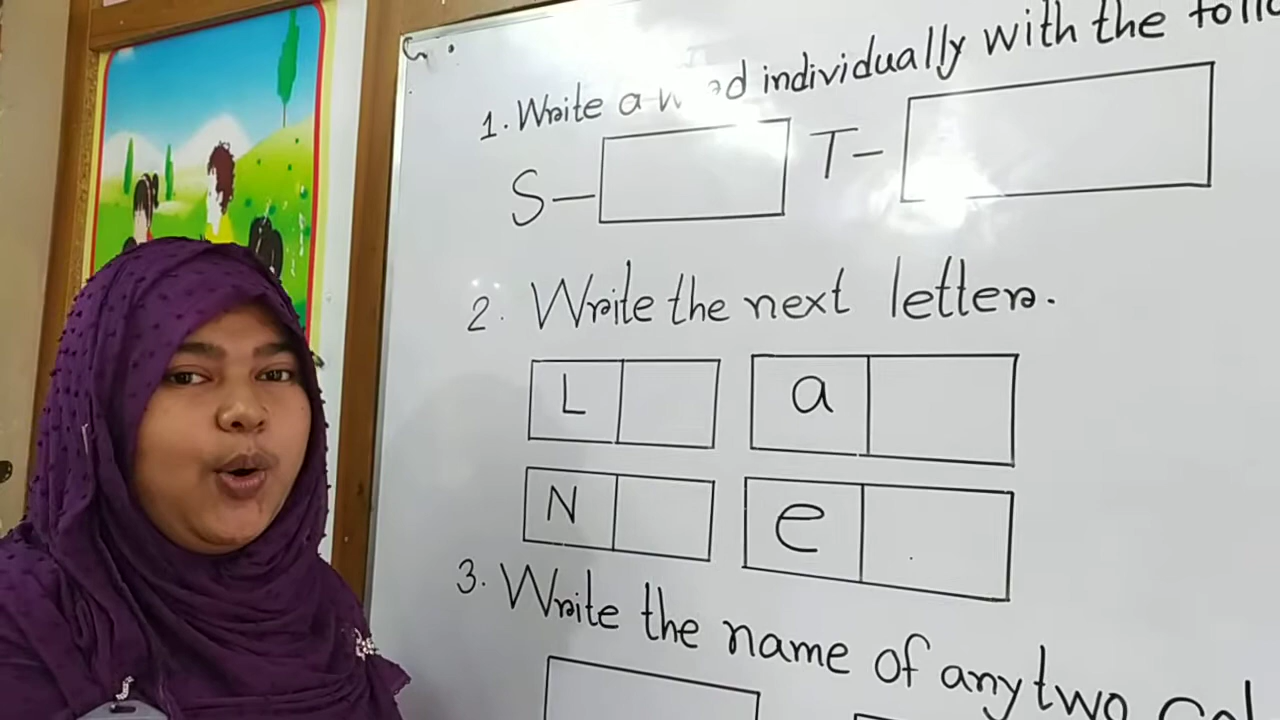 1. Write a individually with the
S– T–
2. Write the next letter.
L a
N e
3. Write the name of any two